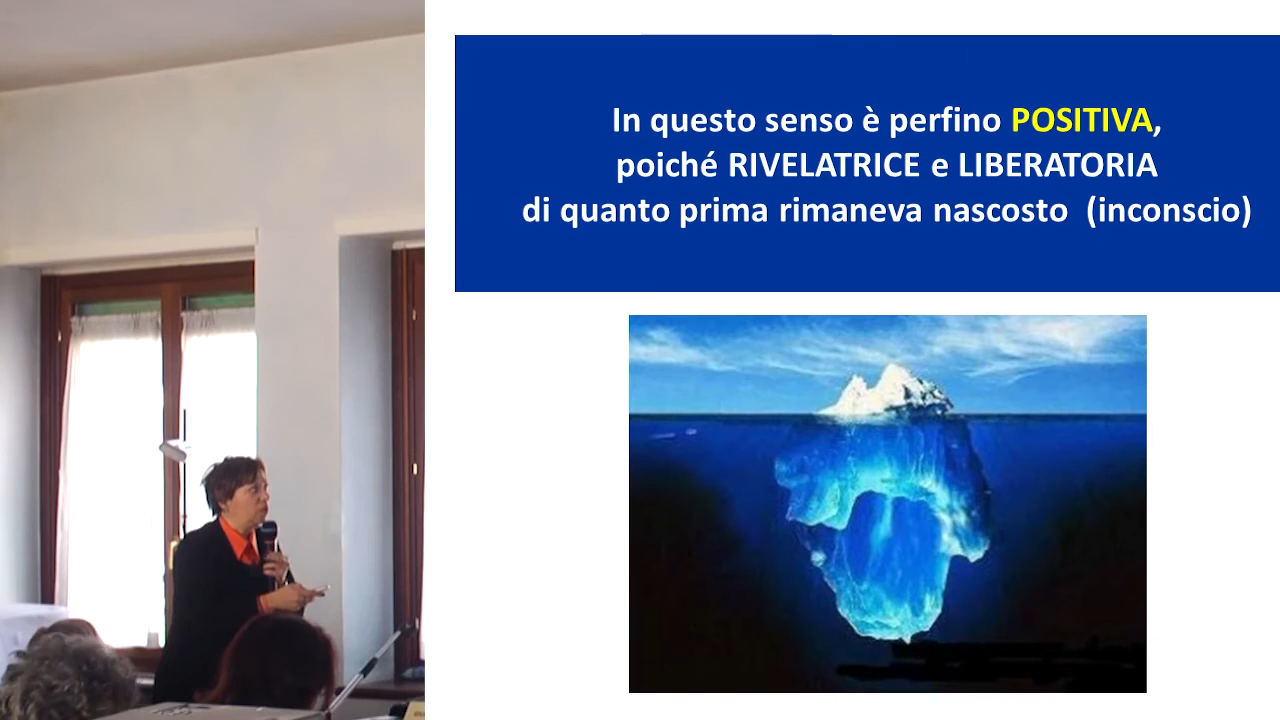 In questo senso è perfino POSITIVA,
poiché RIVELATRICE e LIBERATORIA
di quanto prima rimaneva nascosto (inconscio)